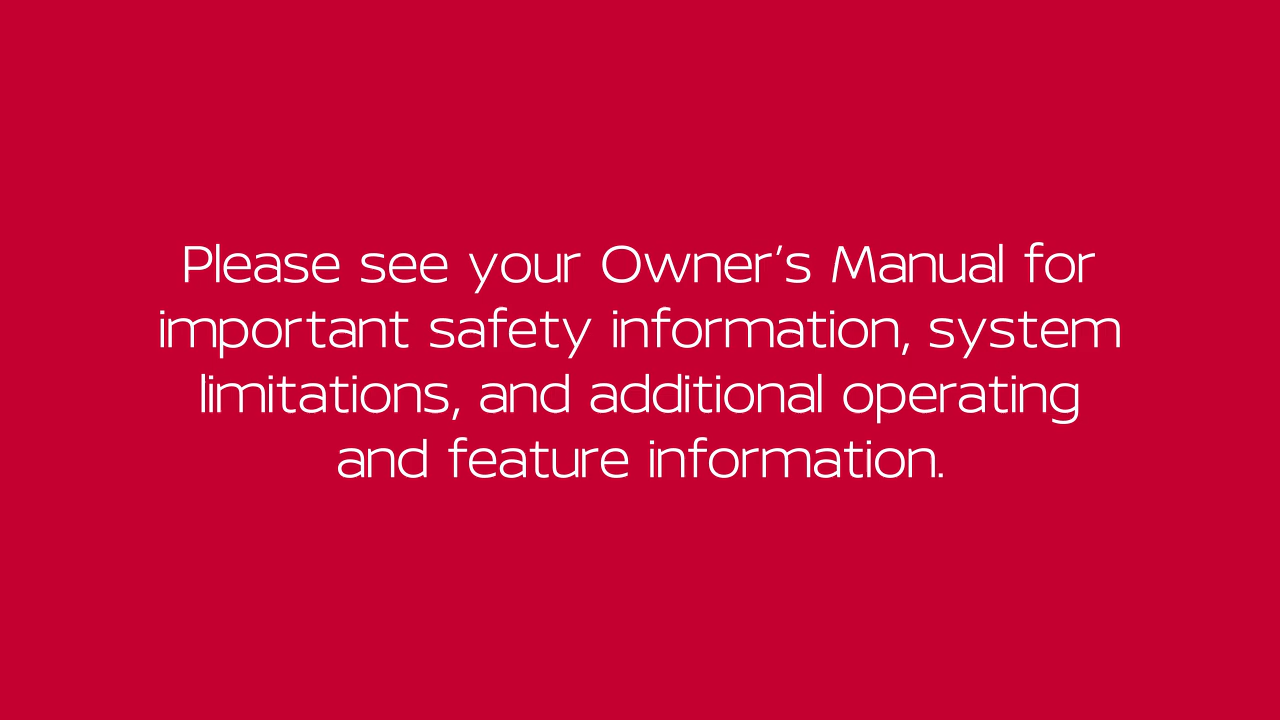 Please see your Owner's Manual for
important safety information, system
limitations, and additional operating
and feature information.